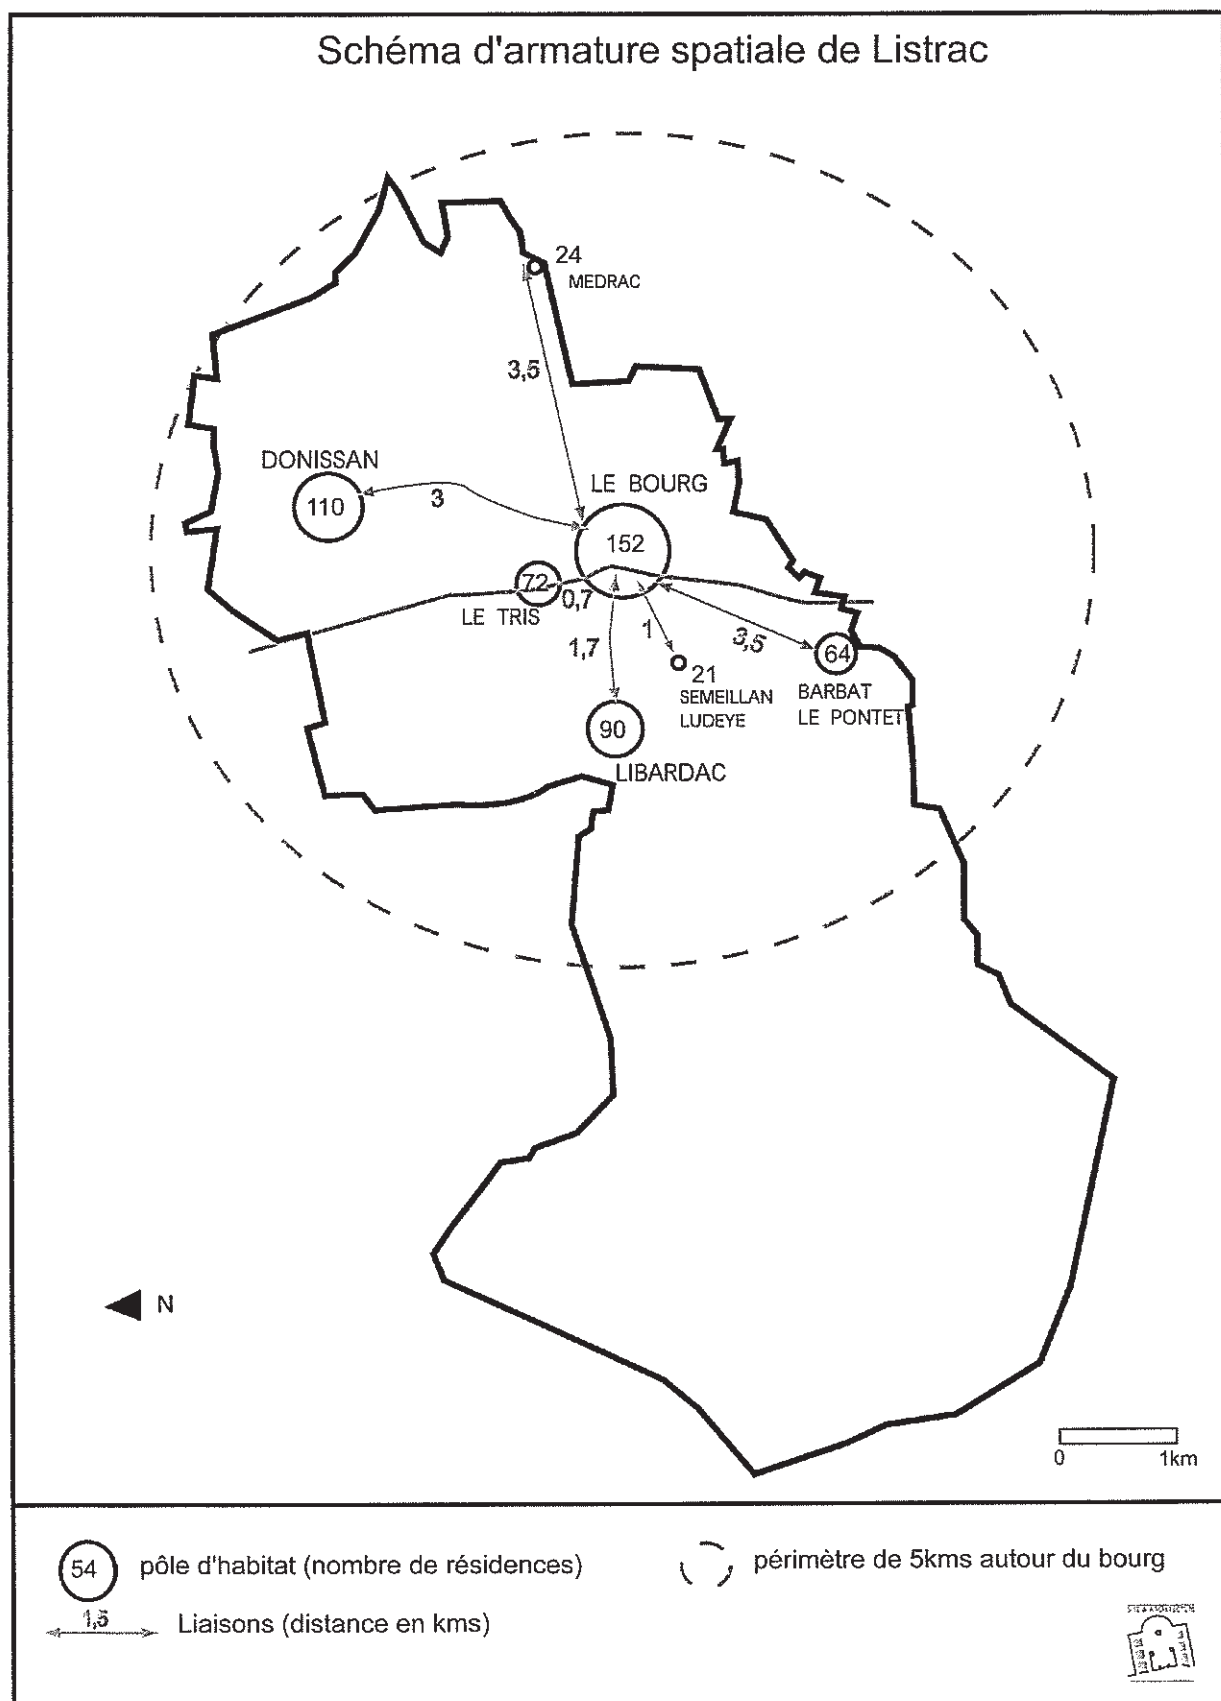 Schéma d'armature spatiale de Listrac
24
MEDRAC
3,5
DONISSAN
110
3
LE BOURG
152
72
LE TRIS
0,7
1,7
1
3,5
64
21
SEMEILLAN
LUDEYE
BARBAT
LE PONTET
90
LIBARDAC
N
0 1km
54 pôle d'habitat (nombre de résidences)
périmètre de 5kms autour du bourg
1,5 Liaisons (distance en kms)